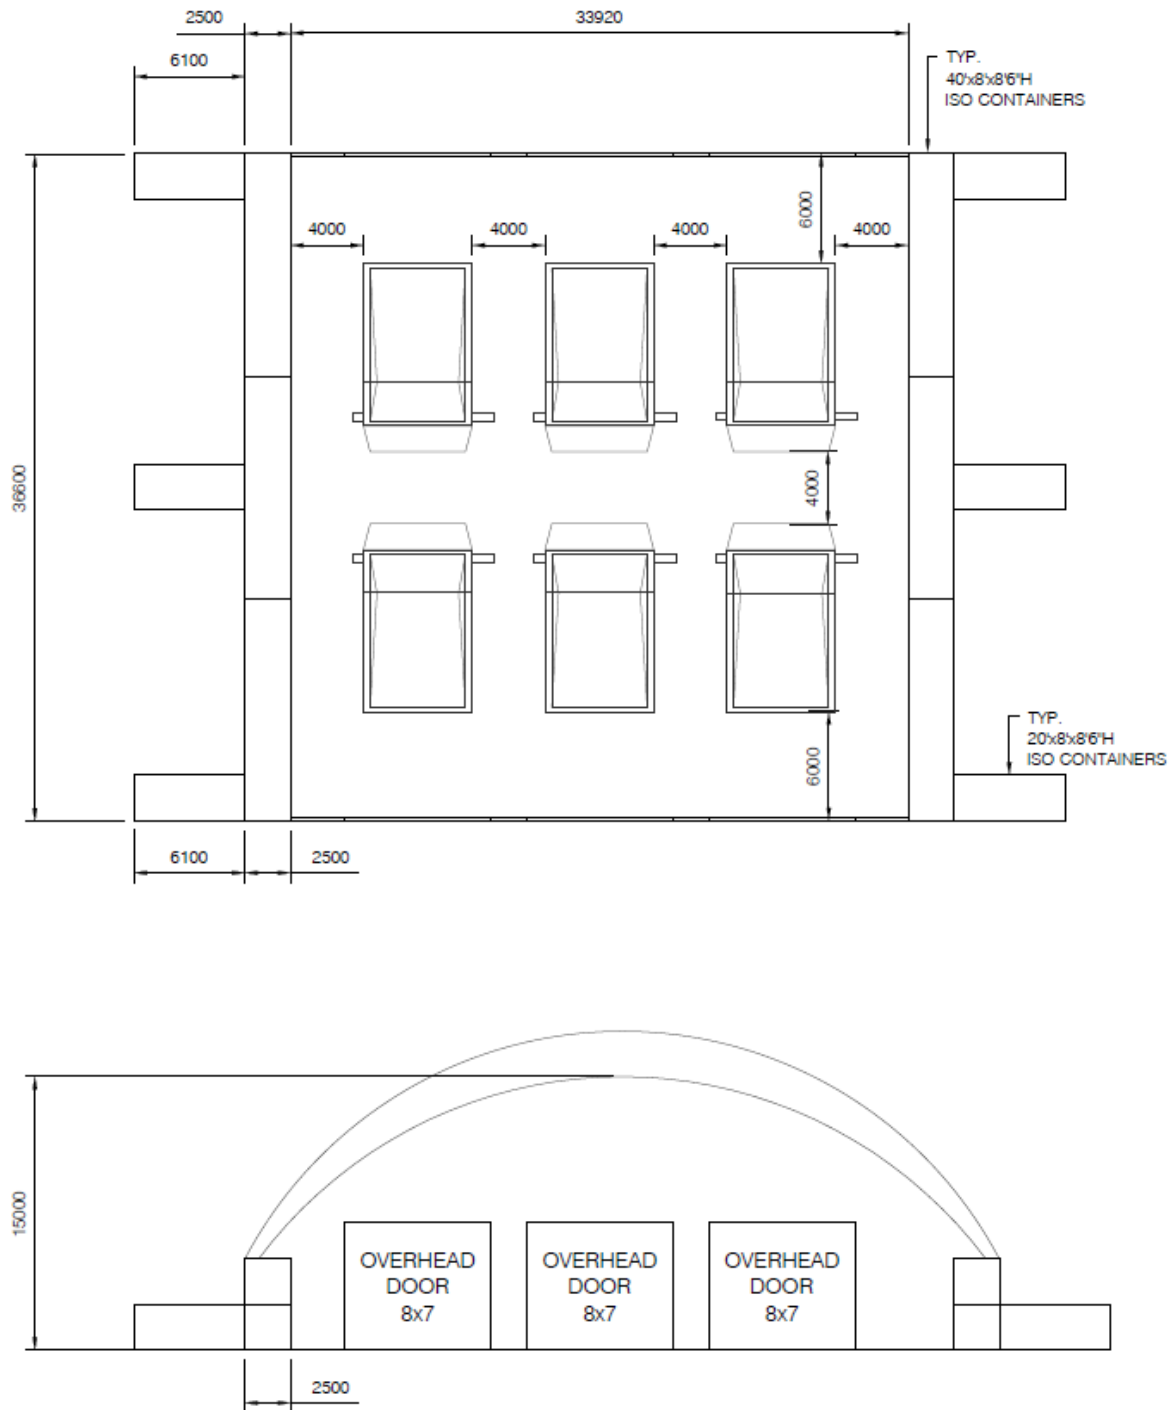 2500
33920
6100
TYP.
40'x8'x8'6"H
ISO CONTAINERS
6000
4000
4000
4000
4000
36600
4000
TYP.
20'x8'x8'6"H
ISO CONTAINERS
6000
6100
2500
15000
OVERHEAD
DOOR
8x7
OVERHEAD
DOOR
8x7
OVERHEAD
DOOR
8x7
2500